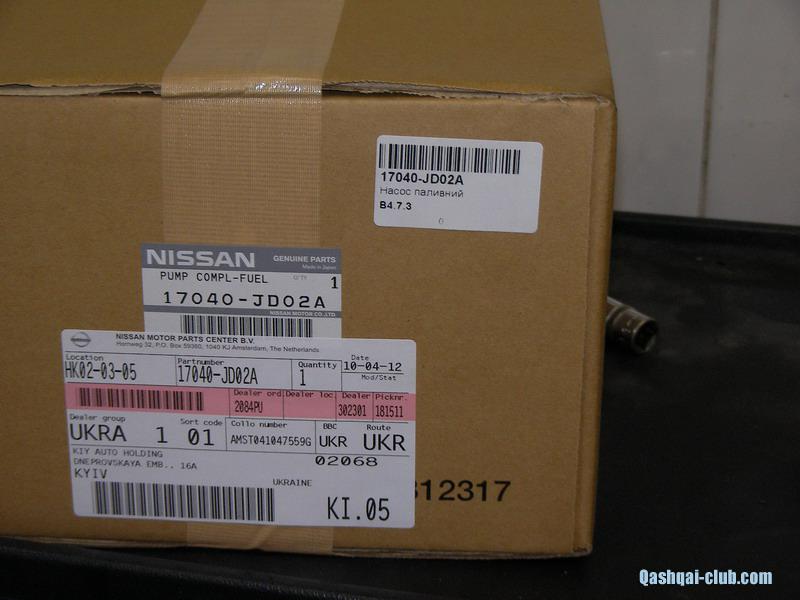 17040-JD02A
Насос паливний
B4.7.3
6
NISSAN GENUINE PARTS
Made in Japan
PUMP COMPL-FUEL Q'TY 1
17040-JD02A
NISSAN MOTOR CO.,LTD.
NISSAN MOTOR PARTS CENTER B.V.
Hornweg 32, P.O. Box 59360, 1040 KJ Amsterdam, The Netherlands
Location Partnumber Quantity Date
HK02-03-05 17040-JD02A 1 10-04-12
Mod/Stat
Dealer ord Dealer loc Dealer Picknr.
2084PU 302301 181511
Dealer group Sort code Collo number BBC Route
UKRA 1 01 AMST041047559G UKR UKR
KIY AUTO HOLDING 02068
DNEPROVSKAYA EMB.. 16A
KYIV UKRAINE
KI.05
312317
Qashqai-club.com